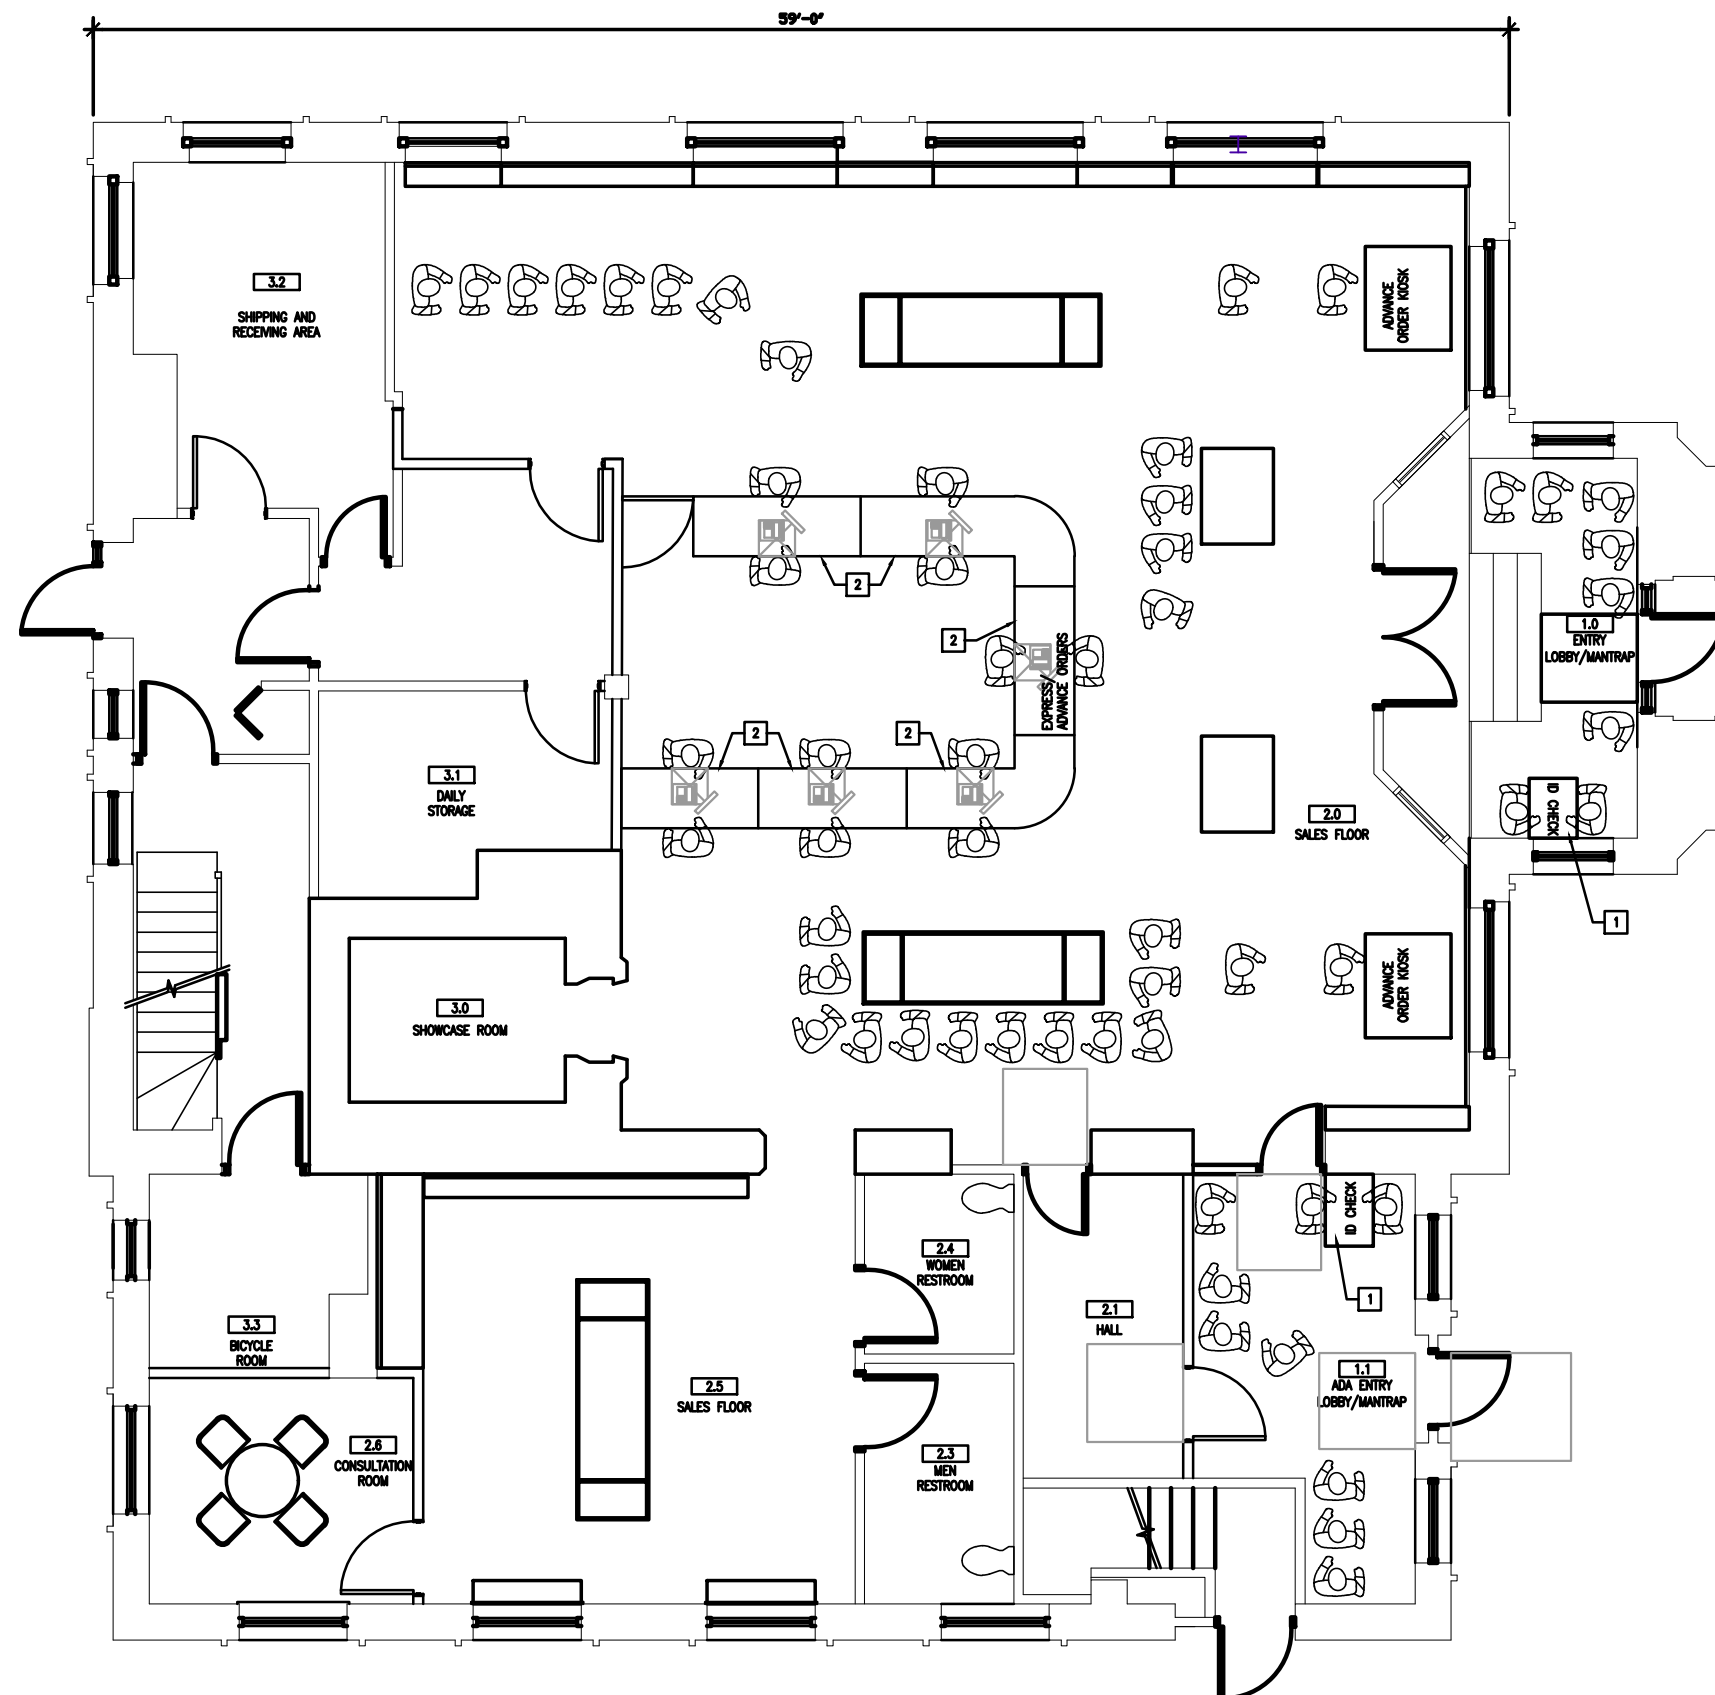 59'-0"
3.2
SHIPPING AND
RECEIVING AREA
ADVANCE
ORDER KIOSK
2
2
EXPRESS/
ADVANCE ORDERS
1.0
ENTRY
LOBBY/MANTRAP
2
2
3.1
DAILY
STORAGE
2.0
SALES FLOOR
ID CHECK
1
3.0
SHOWCASE ROOM
ADVANCE
ORDER KIOSK
2.4
WOMEN
RESTROOM
ID CHECK
1
2.1
HALL
3.3
BICYCLE
ROOM
2.5
SALES FLOOR
1.1
ADA ENTRY
LOBBY/MANTRAP
2.6
CONSULTATION
ROOM
2.3
MEN
RESTROOM